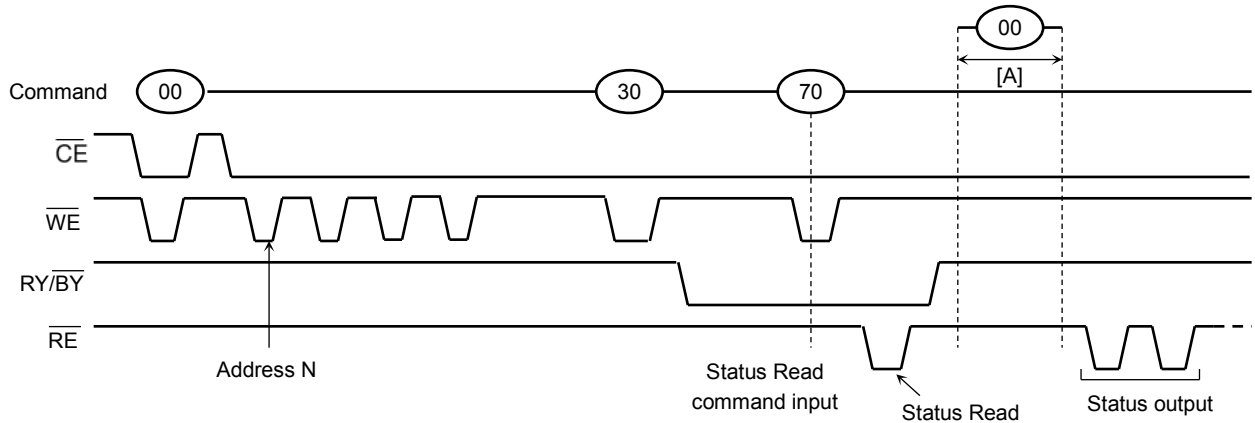 00
[A]
Command 00 30 70
CE
WE
RY/BY
RE
Address N
Status Read
command input
Status Read
Status output